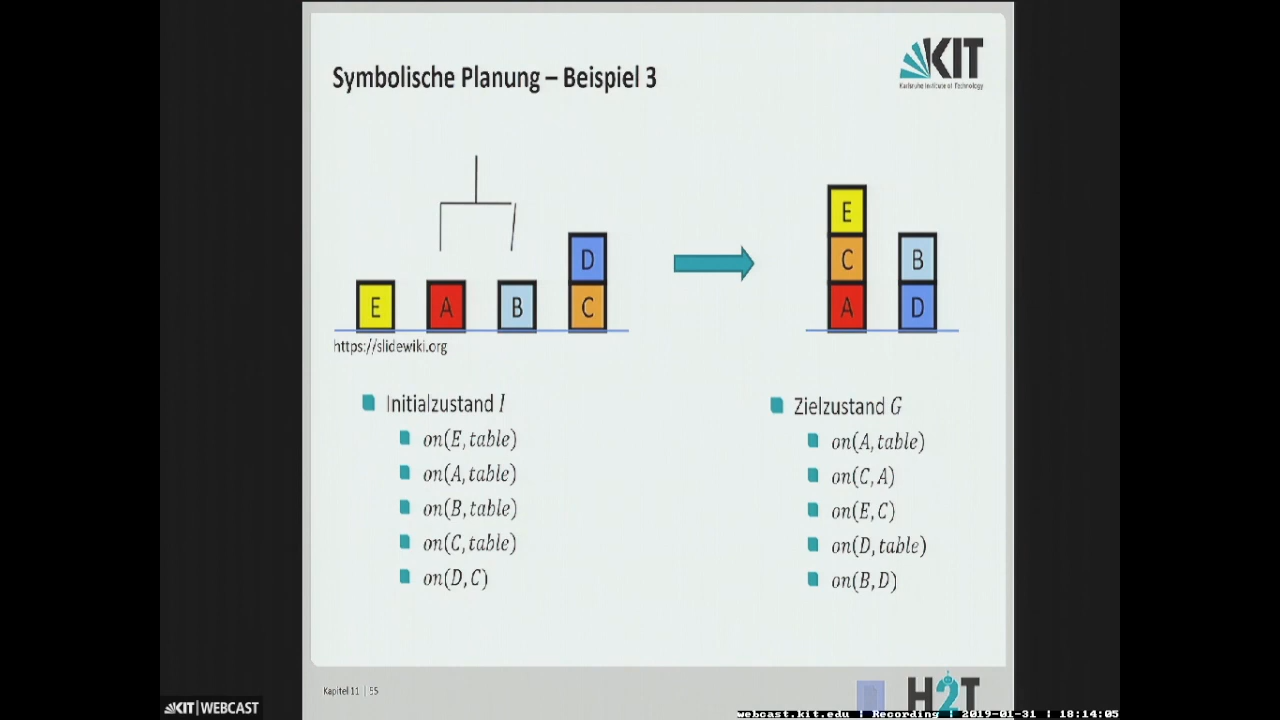 Symbolische Planung – Beispiel 3
KIT
Karlsruhe Institute of Technology
E
D
C
B
E
A
B
C
A
D
https://slidewiki.org
Initialzustand I
on(E, table)
on(A, table)
on(B, table)
on(C, table)
on(D, C)
Zielzustand G
on(A, table)
on(C, A)
on(E, C)
on(D, table)
on(B, D)
Kapitel 11 | 55
H2T
KIT | WEBCAST
webcast.kit.edu | Recording | 2019-01-31 | 18:14:05